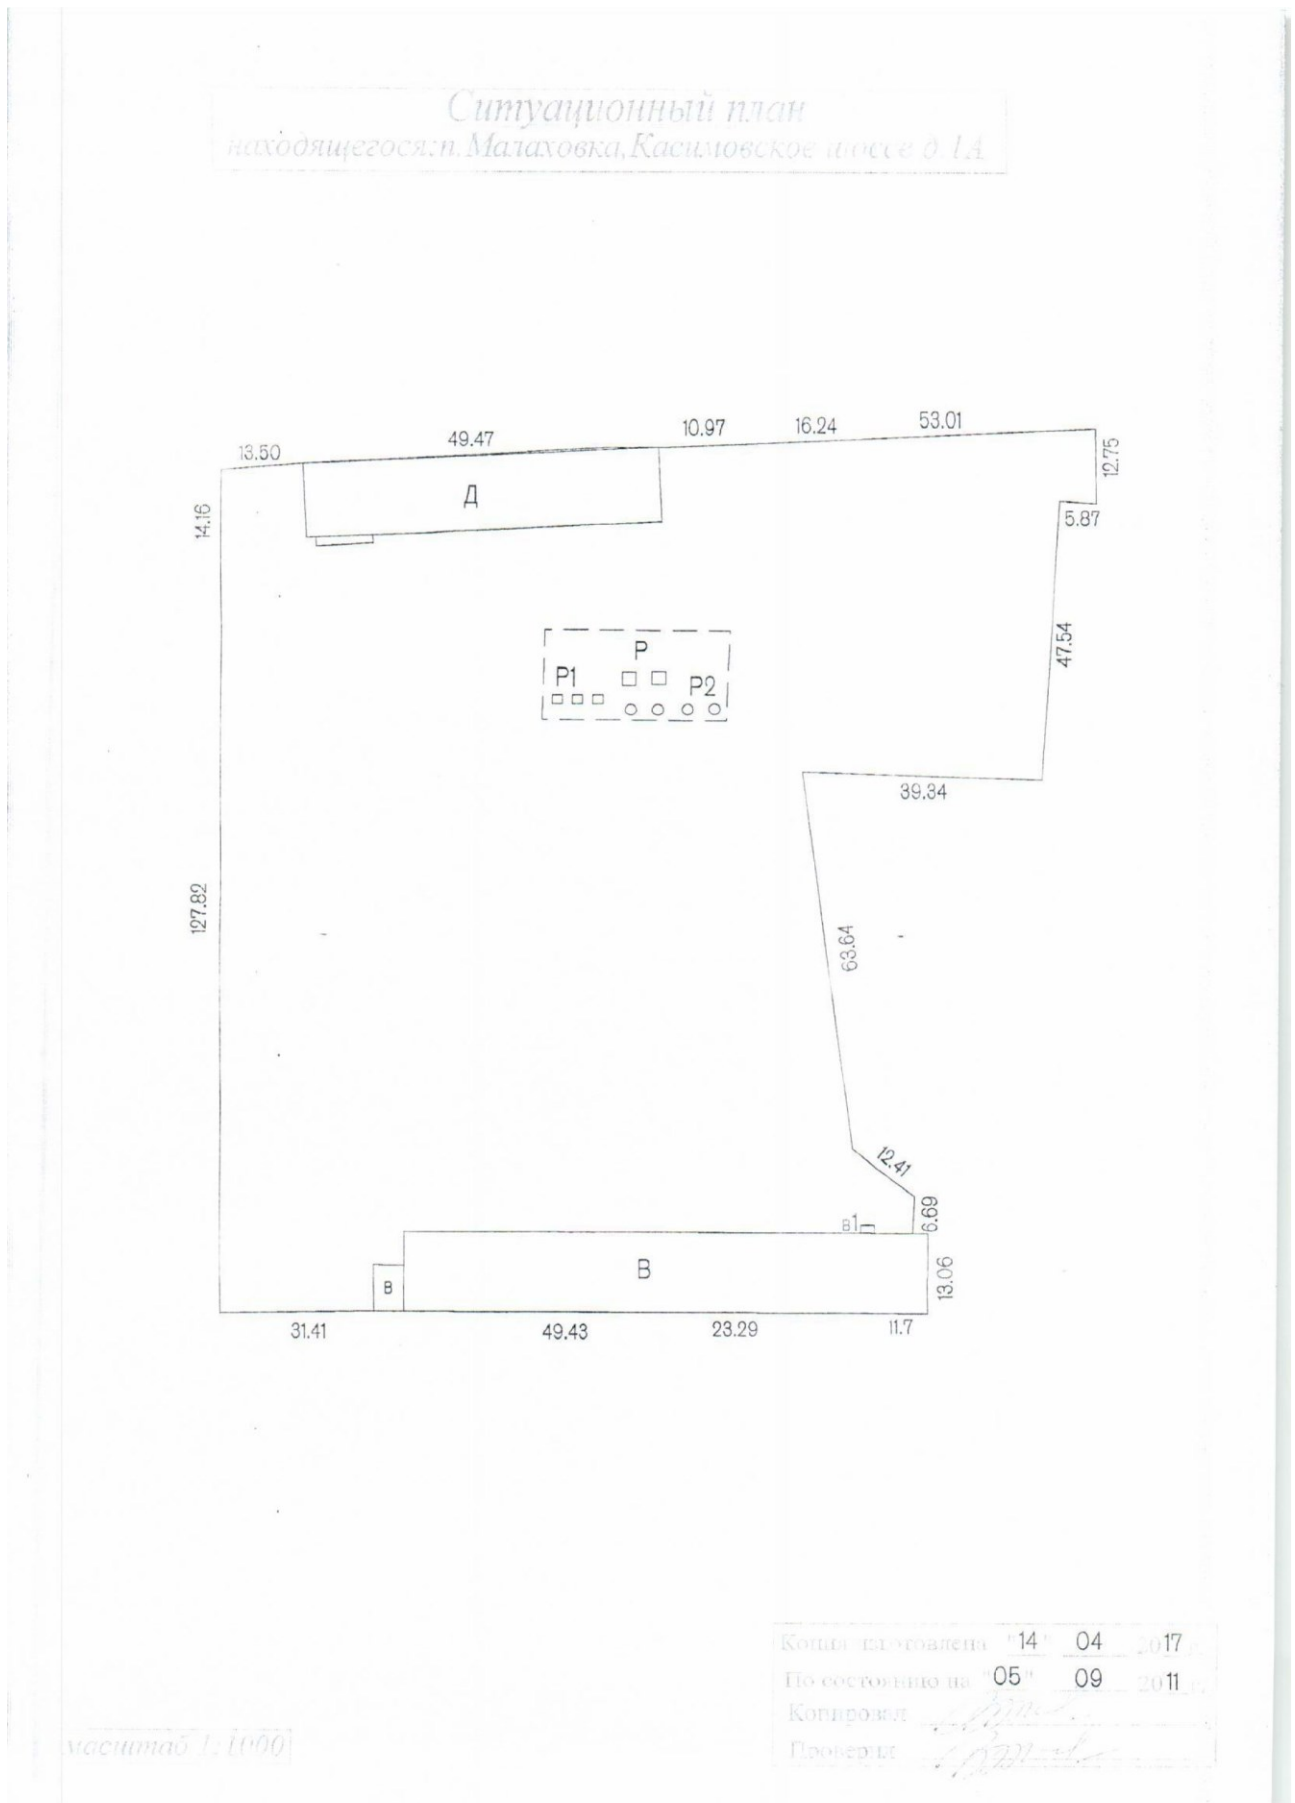 Ситуационный план
находящегося:п.Малаховка,Касимовское шоссе д.1А
53.01
16.24
10.97
49.47
13.50
12.75
Д
14.16
5.87
47.54
Р
Р1
Р2
39.34
127.82
63.64
12.41
6.69
в1
В
в
13.06
31.41
49.43
23.29
11.7
Копия изготовлена "14" 04 2017 г.
По состоянию на "05" 09 2011 г.
Копировал
Проверил
масштаб 1:1000